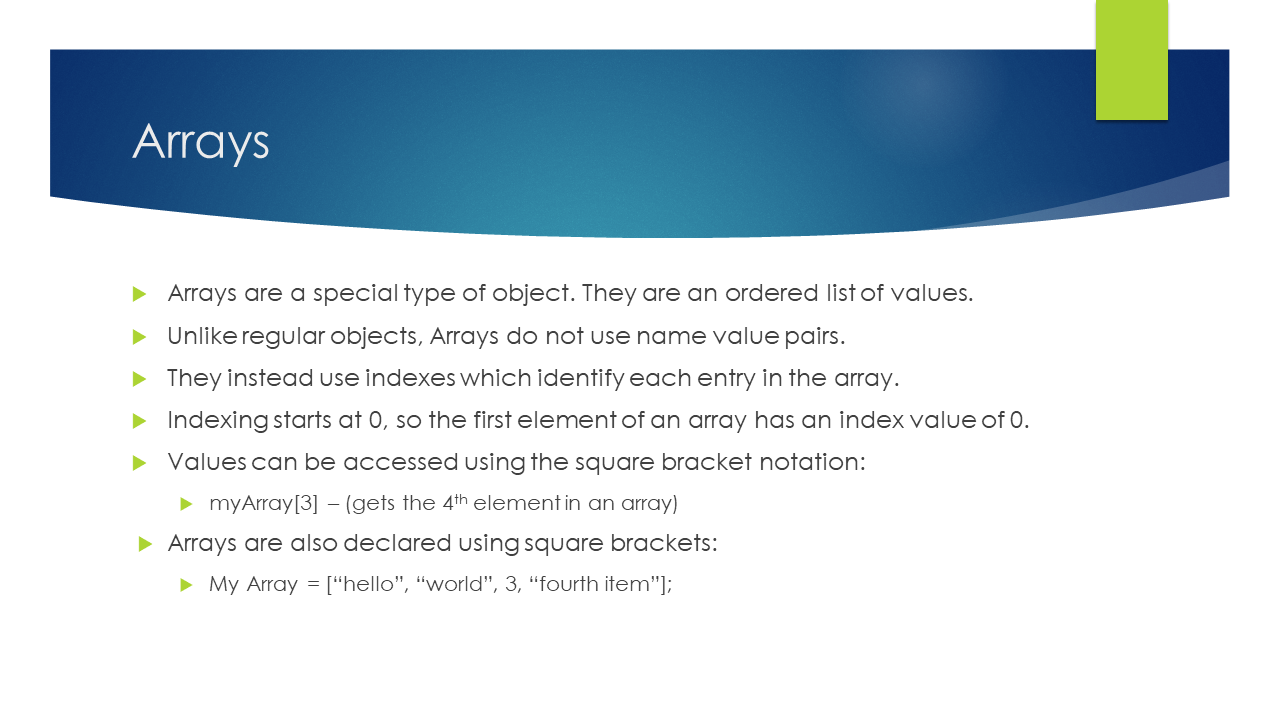 Arrays
Arrays are a special type of object. They are an ordered list of values.
Unlike regular objects, Arrays do not use name value pairs.
They instead use indexes which identify each entry in the array.
Indexing starts at 0, so the first element of an array has an index value of 0.
Values can be accessed using the square bracket notation:
myArray[3] – (gets the 4th element in an array)
Arrays are also declared using square brackets:
My Array = [“hello”, “world”, 3, “fourth item”];